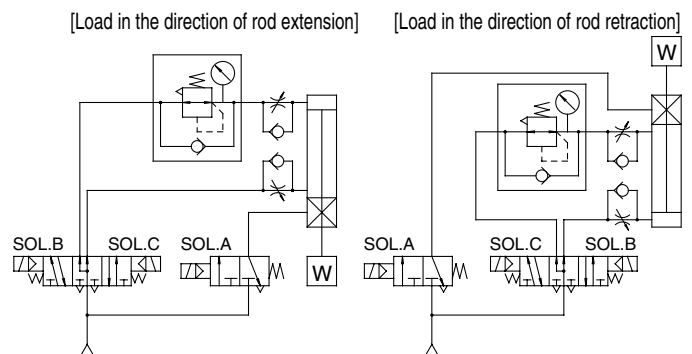 [Load in the direction of rod extension]
[Load in the direction of rod retraction]
W
SOL.B
SOL.C
SOL.A
W
SOL.A
SOL.C
SOL.B